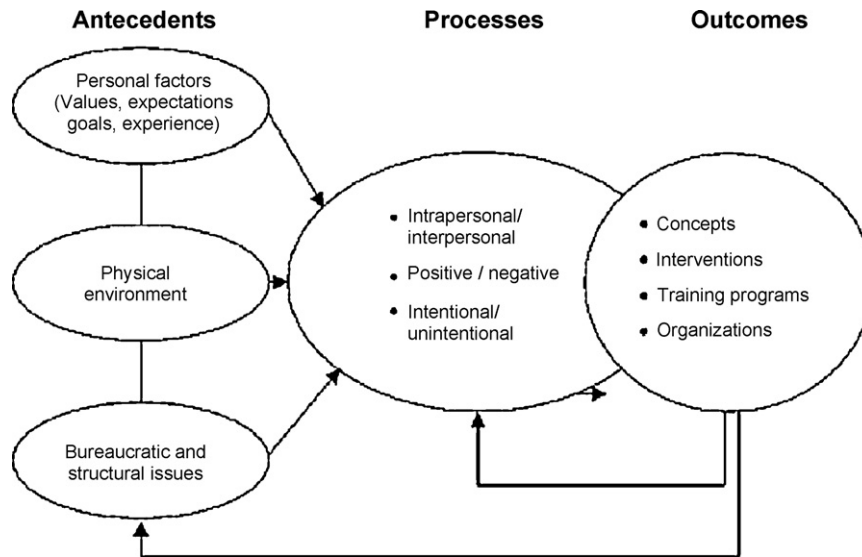 Antecedents
Processes
Outcomes
Personal factors
(Values, expectations
goals, experience)
Physical
environment
Bureaucratic and
structural issues
• Intrapersonal/
interpersonal
• Positive / negative
• Intentional/
unintentional
• Concepts
• Interventions
• Training programs
• Organizations